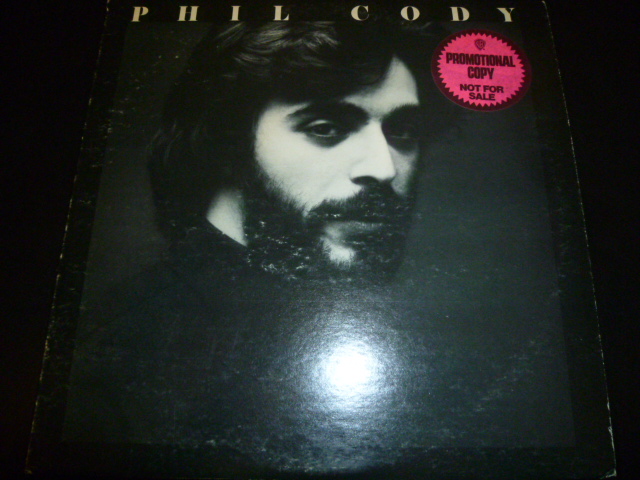 PHIL CODY
PROMOTIONAL
COPY
NOT FOR
SALE